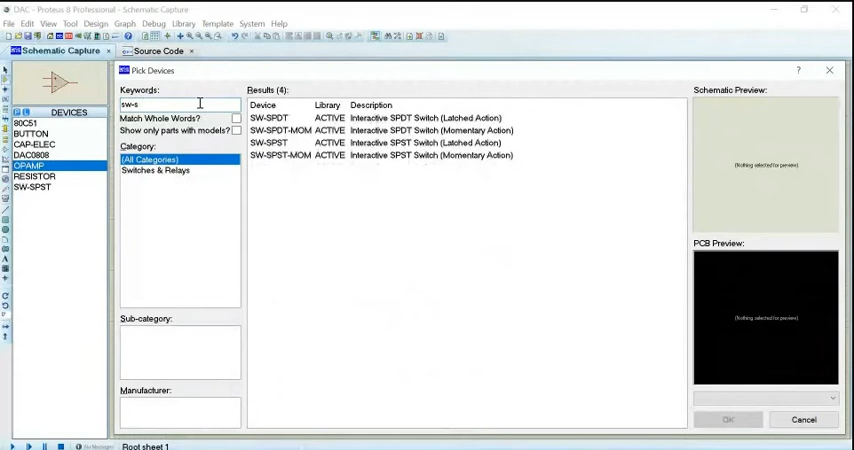 DAC - Proteus 8 Professional - Schematic Capture
File Edit View Tool Design Graph Debug Library Template System Help
Schematic Capture × Source Code ×
Pick Devices ? ×
Keywords:
sw-s
Match Whole Words?
Show only parts with models?
Category:
(All Categories)
Switches & Relays
Sub-category:
Manufacturer:
P L DEVICES
80C51
BUTTON
CAP-ELEC
DAC0808
OPAMP
RESISTOR
SW-SPST
Results (4):
Device Library Description
SW-SPDT ACTIVE Interactive SPDT Switch (Latched Action)
SW-SPDT-MOM ACTIVE Interactive SPDT Switch (Momentary Action)
SW-SPST ACTIVE Interactive SPST Switch (Latched Action)
SW-SPST-MOM ACTIVE Interactive SPST Switch (Momentary Action)
Schematic Preview:
(Nothing selected for preview)
PCB Preview:
(Nothing selected for preview)
OK Cancel
No Messages Root sheet 1